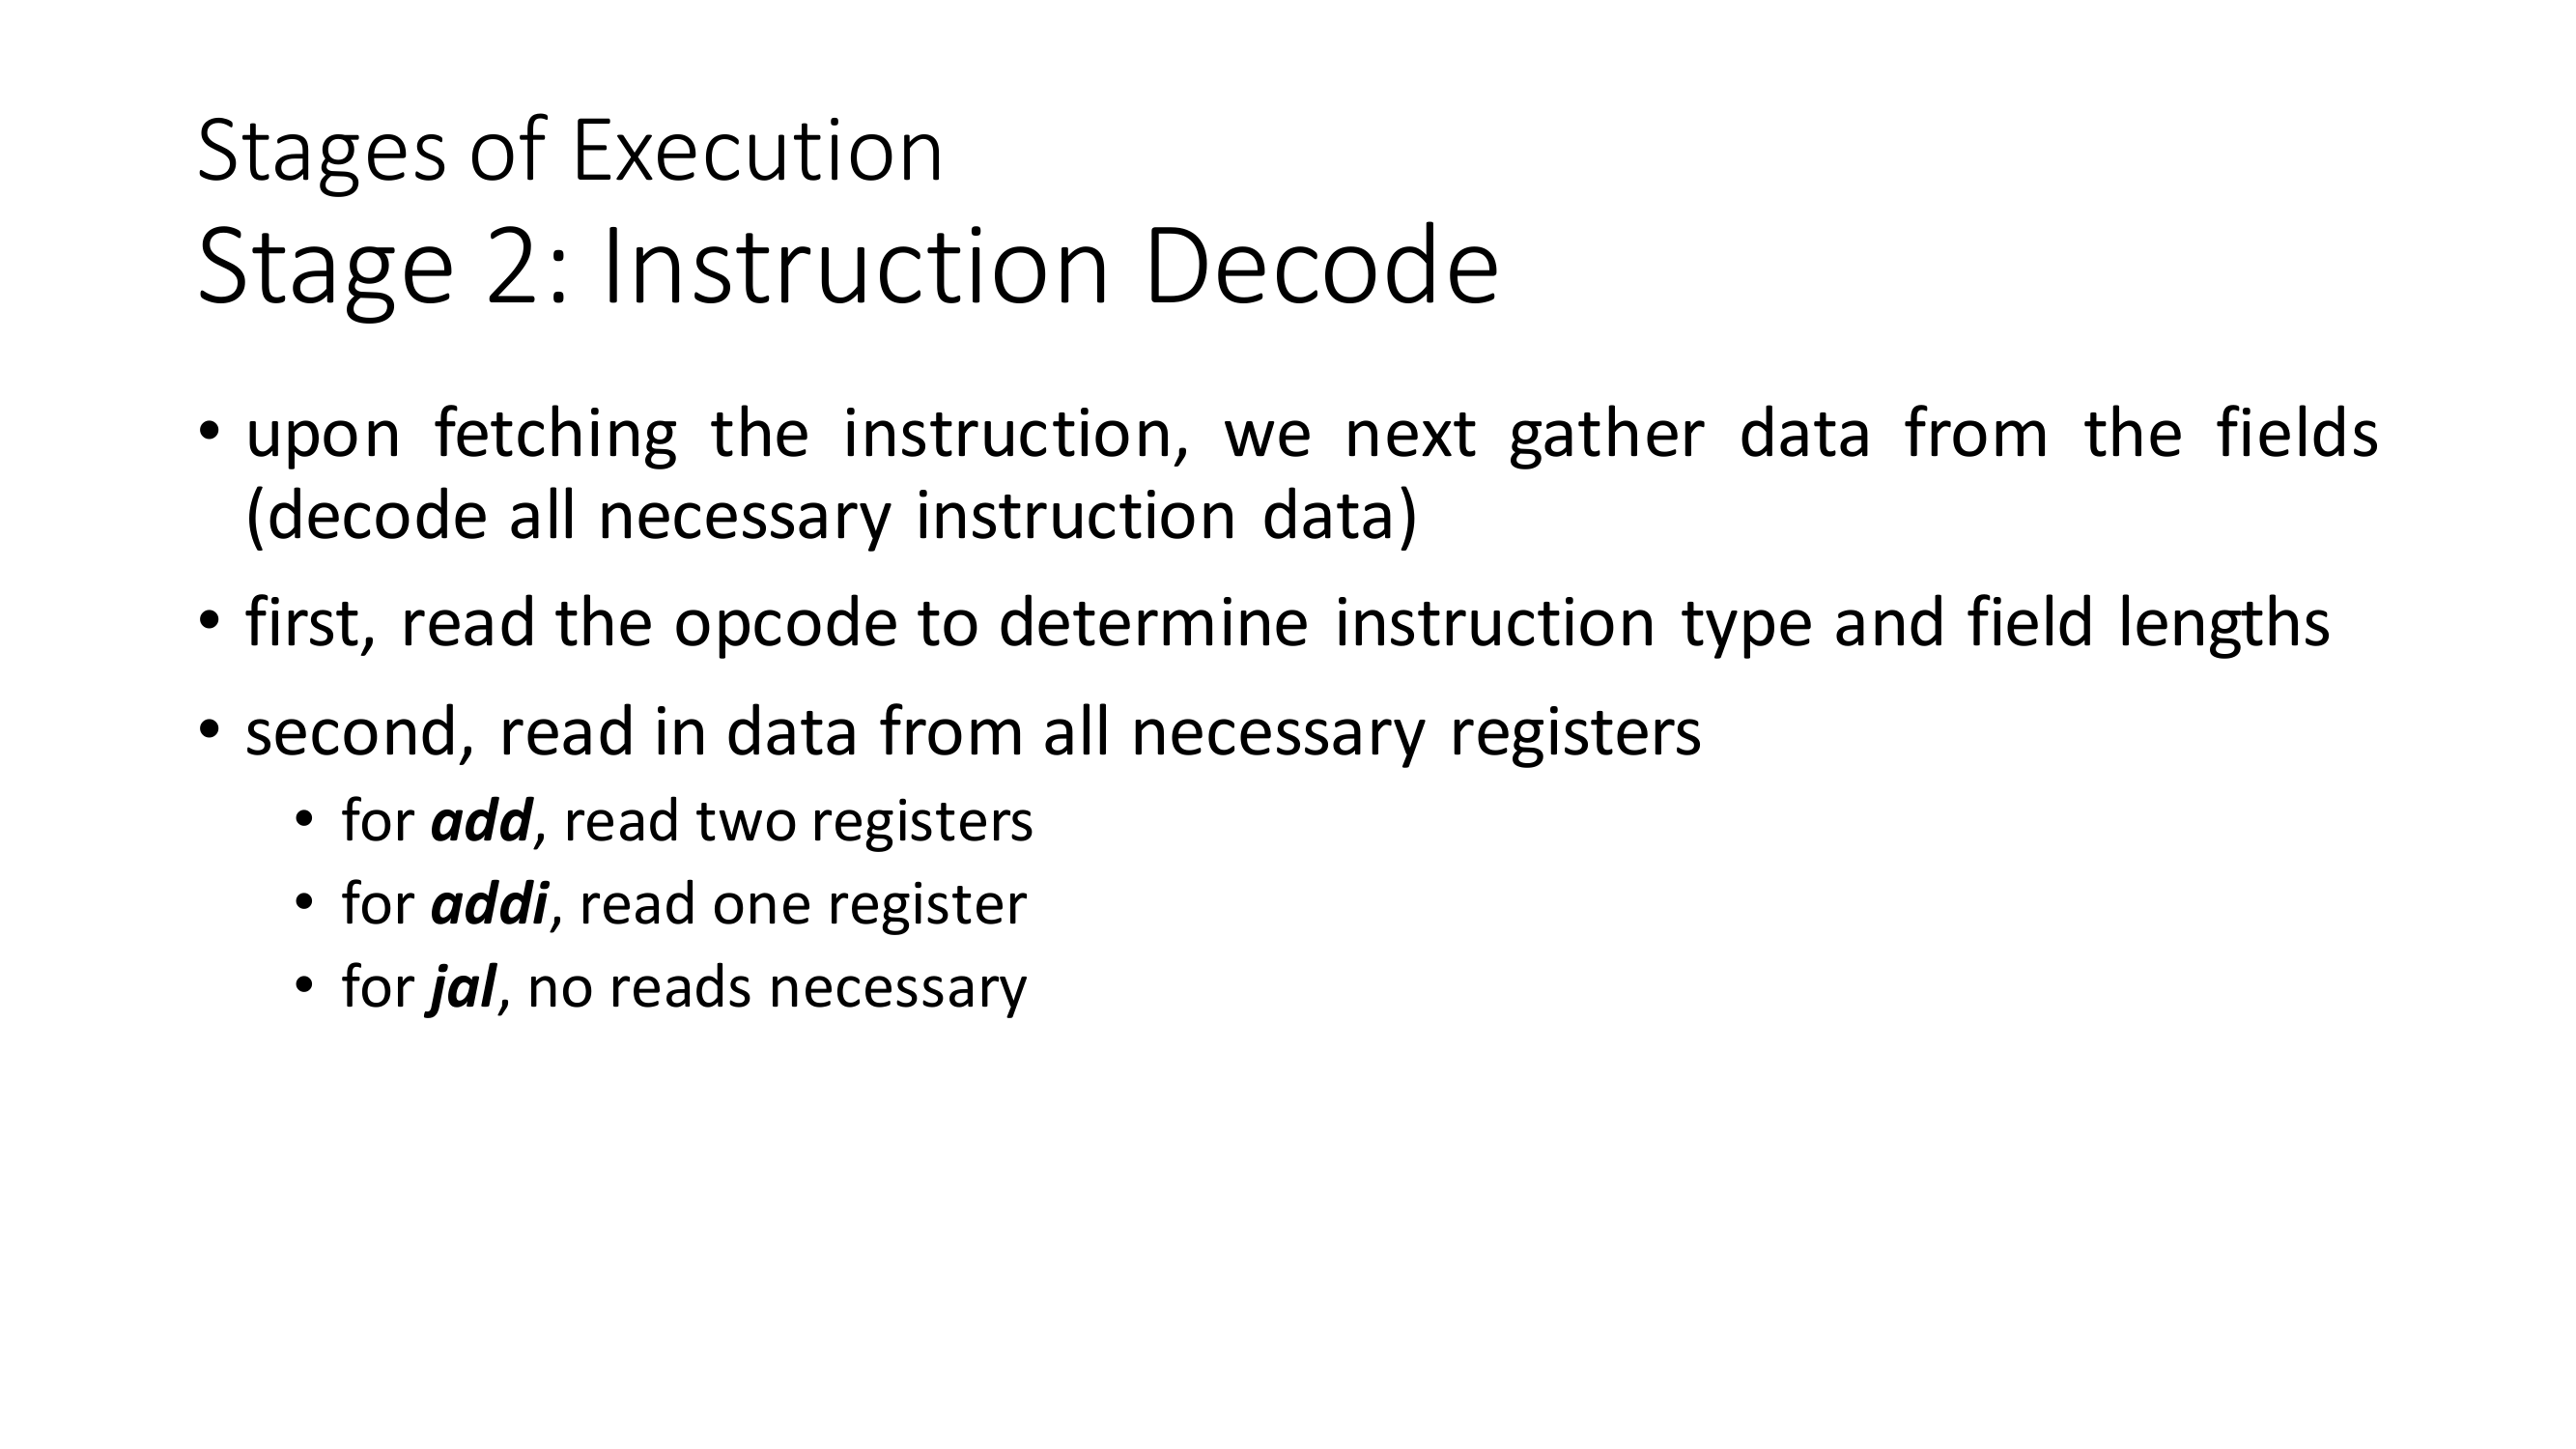 Stages of Execution
Stage 2: Instruction Decode
• upon fetching the instruction, we next gather data from the fields
(decode all necessary instruction data)
• first, read the opcode to determine instruction type and field lengths
• second, read in data from all necessary registers
• for add, read two registers
• for addi, read one register
• for jal, no reads necessary